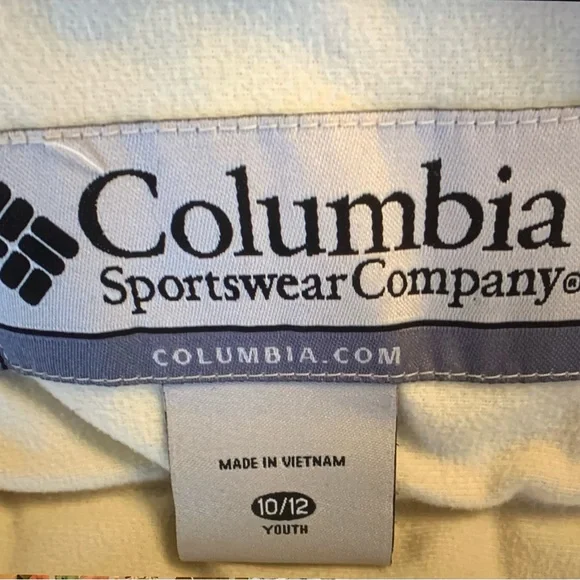 Columbia
Sportswear Company®
COLUMBIA.COM
MADE IN VIETNAM
10/12
YOUTH